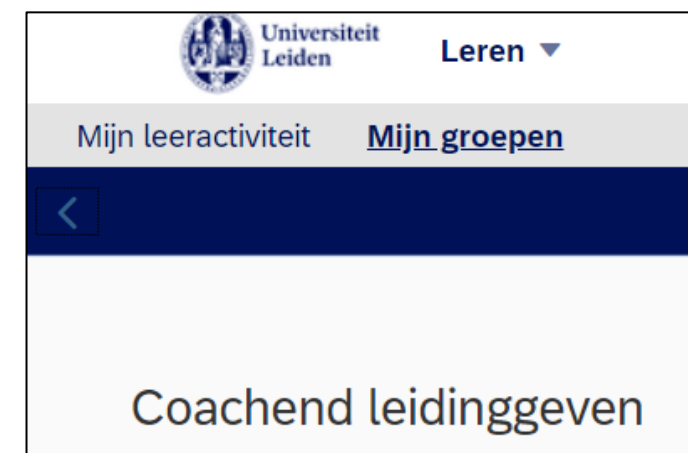 Universiteit
Leiden
Leren
Mijn leeractiviteit Mijn groepen
Coachend leidinggeven